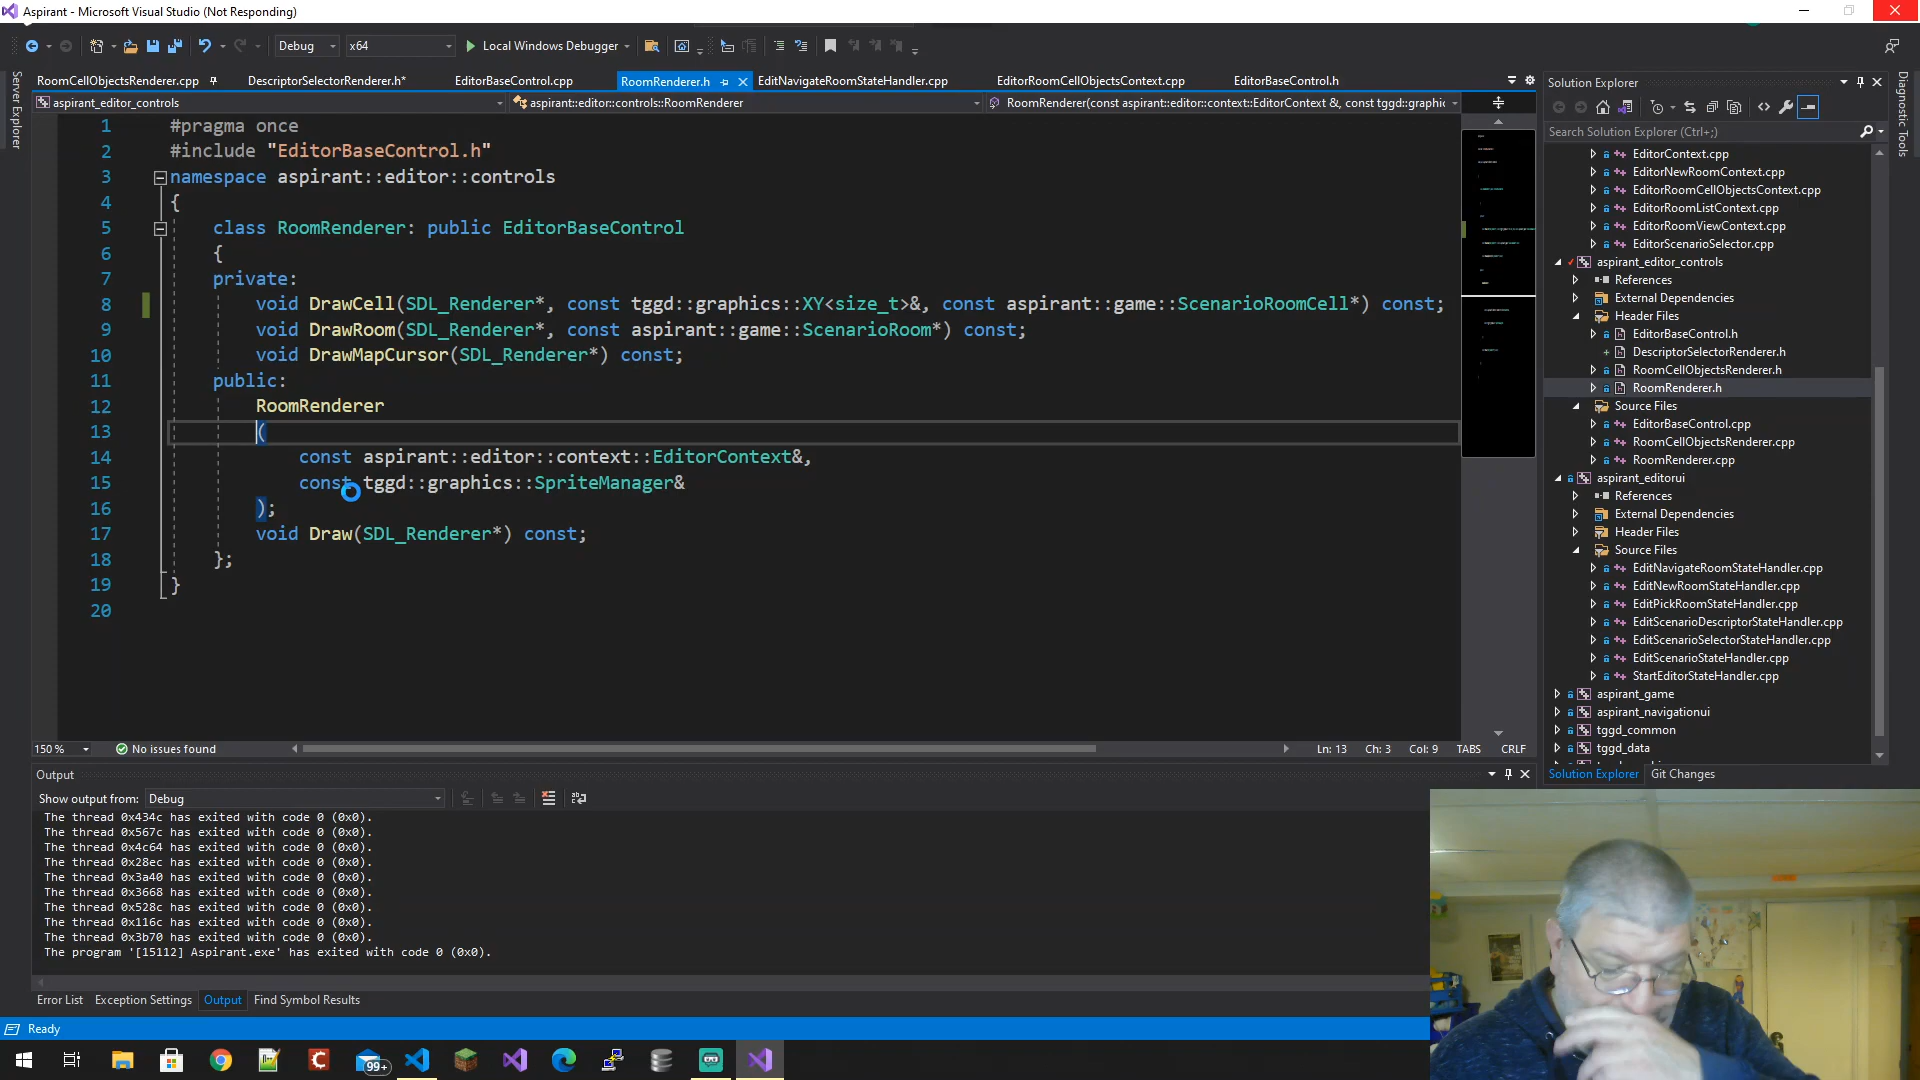 Aspirant - Microsoft Visual Studio (Not Responding)
Debug
x64
Local Windows Debugger
RoomCellObjectsRenderer.cpp
DescriptorSelectorRenderer.h*
EditorBaseControl.cpp
RoomRenderer.h
EditNavigateRoomStateHandler.cpp
EditorRoomCellObjectsContext.cpp
EditorBaseControl.h
aspirant_editor_controls
aspirant::editor::controls::RoomRenderer
RoomRenderer(const aspirant::editor::context::EditorContext &, const tggd::graphic
Server Explorer
1 #pragma once
2 #include "EditorBaseControl.h"
3 namespace aspirant::editor::controls
4 {
5 class RoomRenderer: public EditorBaseControl
6 {
7 private:
8 void DrawCell(SDL_Renderer*, const tggd::graphics::XY<size_t>&, const aspirant::game::ScenarioRoomCell*) const;
9 void DrawRoom(SDL_Renderer*, const aspirant::game::ScenarioRoom*) const;
10 void DrawMapCursor(SDL_Renderer*) const;
11 public:
12 RoomRenderer
13 (
14 const aspirant::editor::context::EditorContext&,
15 const tggd::graphics::SpriteManager&
16 );
17 void Draw(SDL_Renderer*) const;
18 };
19 }
20
150 %
No issues found
Ln: 13
Ch: 3
Col: 9
TABS
CRLF
Output
Show output from:
Debug
The thread 0x434c has exited with code 0 (0x0).
The thread 0x567c has exited with code 0 (0x0).
The thread 0x4c64 has exited with code 0 (0x0).
The thread 0x28ec has exited with code 0 (0x0).
The thread 0x3a40 has exited with code 0 (0x0).
The thread 0x3668 has exited with code 0 (0x0).
The thread 0x528c has exited with code 0 (0x0).
The thread 0x116c has exited with code 0 (0x0).
The thread 0x3b70 has exited with code 0 (0x0).
The program '[15112] Aspirant.exe' has exited with code 0 (0x0).
Error List
Exception Settings
Output
Find Symbol Results
Ready
99+
Solution Explorer
Search Solution Explorer (Ctrl+;)
EditorContext.cpp
EditorNewRoomContext.cpp
EditorRoomCellObjectsContext.cpp
EditorRoomListContext.cpp
EditorRoomViewContext.cpp
EditorScenarioSelector.cpp
aspirant_editor_controls
References
External Dependencies
Header Files
EditorBaseControl.h
DescriptorSelectorRenderer.h
RoomCellObjectsRenderer.h
RoomRenderer.h
Source Files
EditorBaseControl.cpp
RoomCellObjectsRenderer.cpp
RoomRenderer.cpp
aspirant_editorui
References
External Dependencies
Header Files
Source Files
EditNavigateRoomStateHandler.cpp
EditNewRoomStateHandler.cpp
EditPickRoomStateHandler.cpp
EditScenarioDescriptorStateHandler.cpp
EditScenarioSelectorStateHandler.cpp
EditScenarioStateHandler.cpp
StartEditorStateHandler.cpp
aspirant_game
aspirant_navigationui
tggd_common
tggd_data
Solution Explorer
Git Changes
Diagnostic Tools